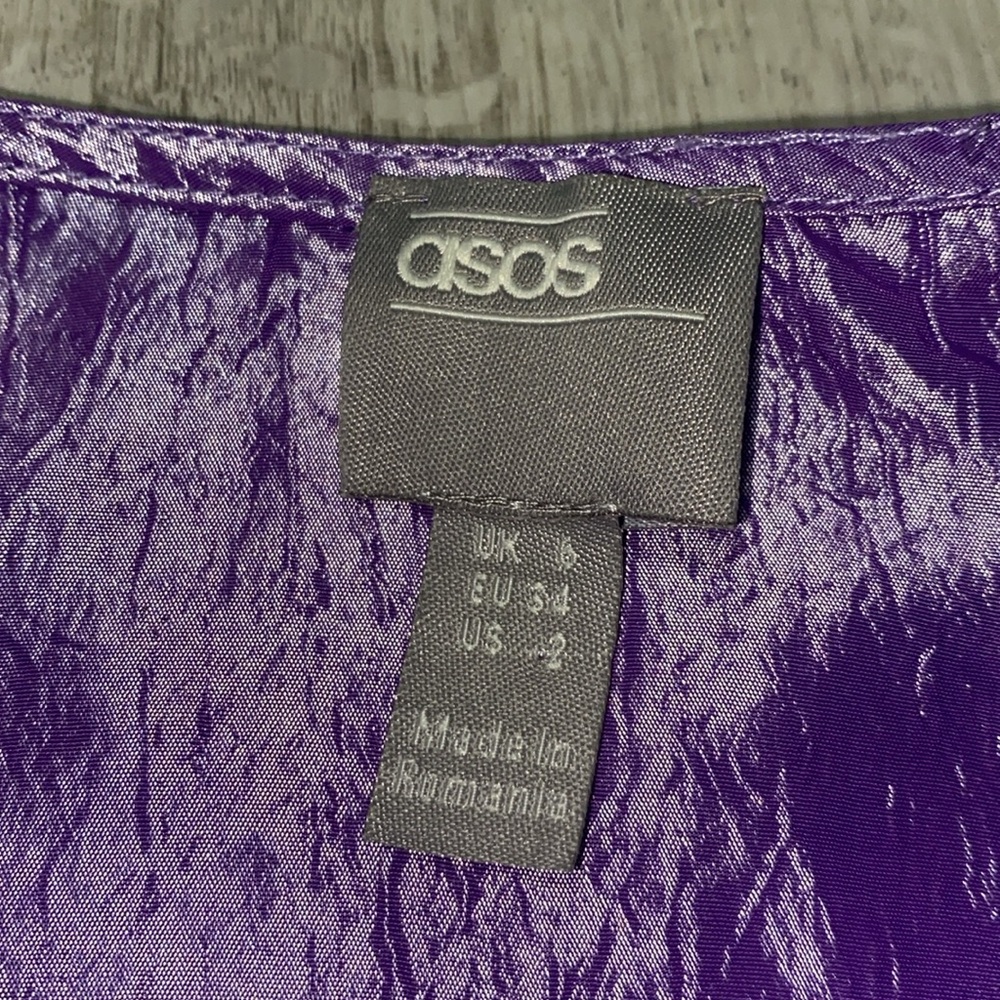 asos
UK 6
EU 34
US 2
Made In
Romania